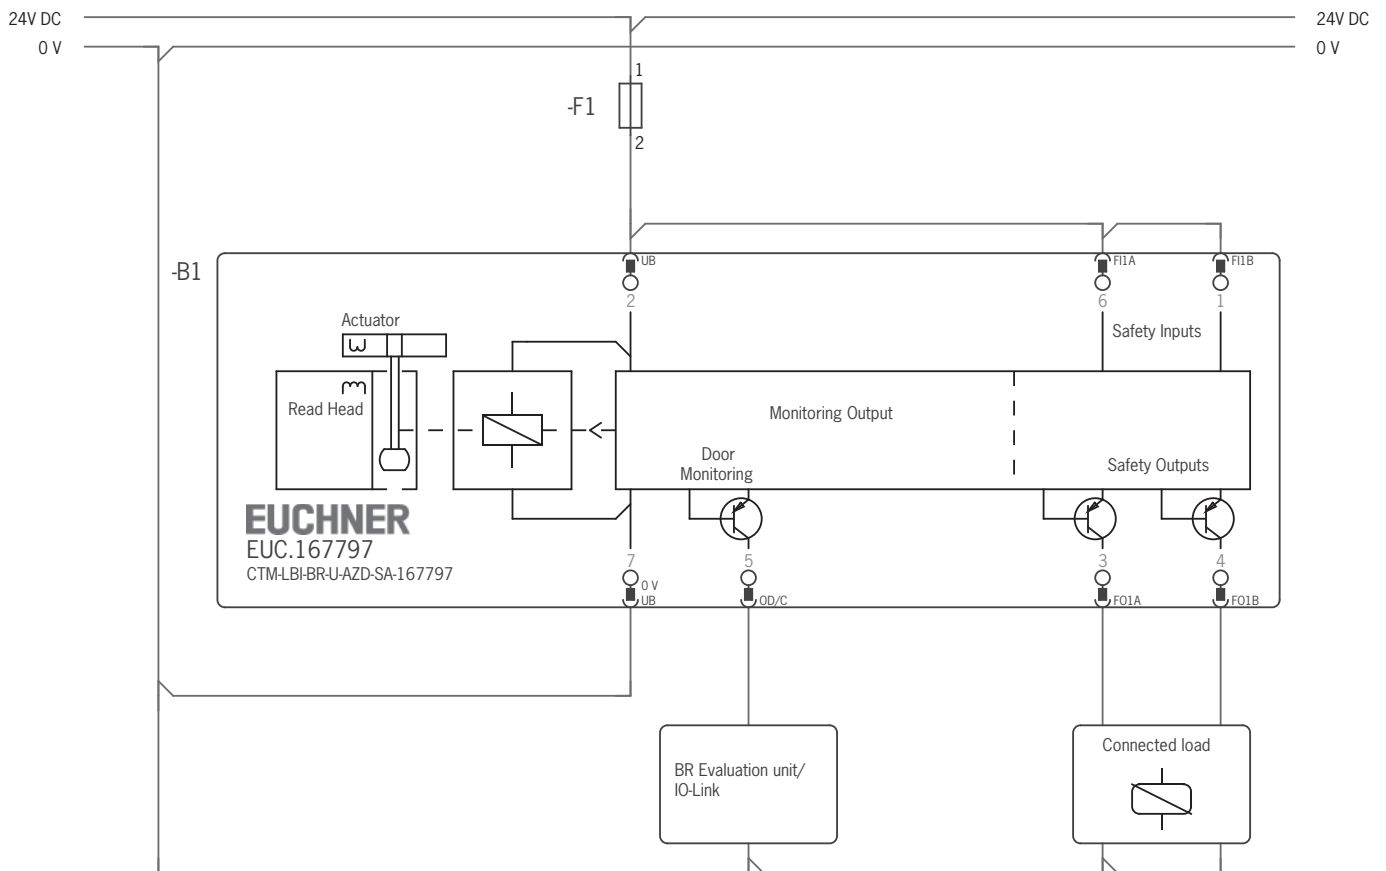 24V DC
24V DC
0 V
0 V
1
-F1
2
-B1
UB
FI1A
FI1B
2
6
1
Actuator
Safety Inputs
Read Head
Monitoring Output
Door
Monitoring
Safety Outputs
EUCHNER
EUC.167797
CTM-LBI-BR-U-AZD-SA-167797
7
5
3
4
0 V
UB
OD/C
FO1A
FO1B
Connected load
BR Evaluation unit/
IO-Link